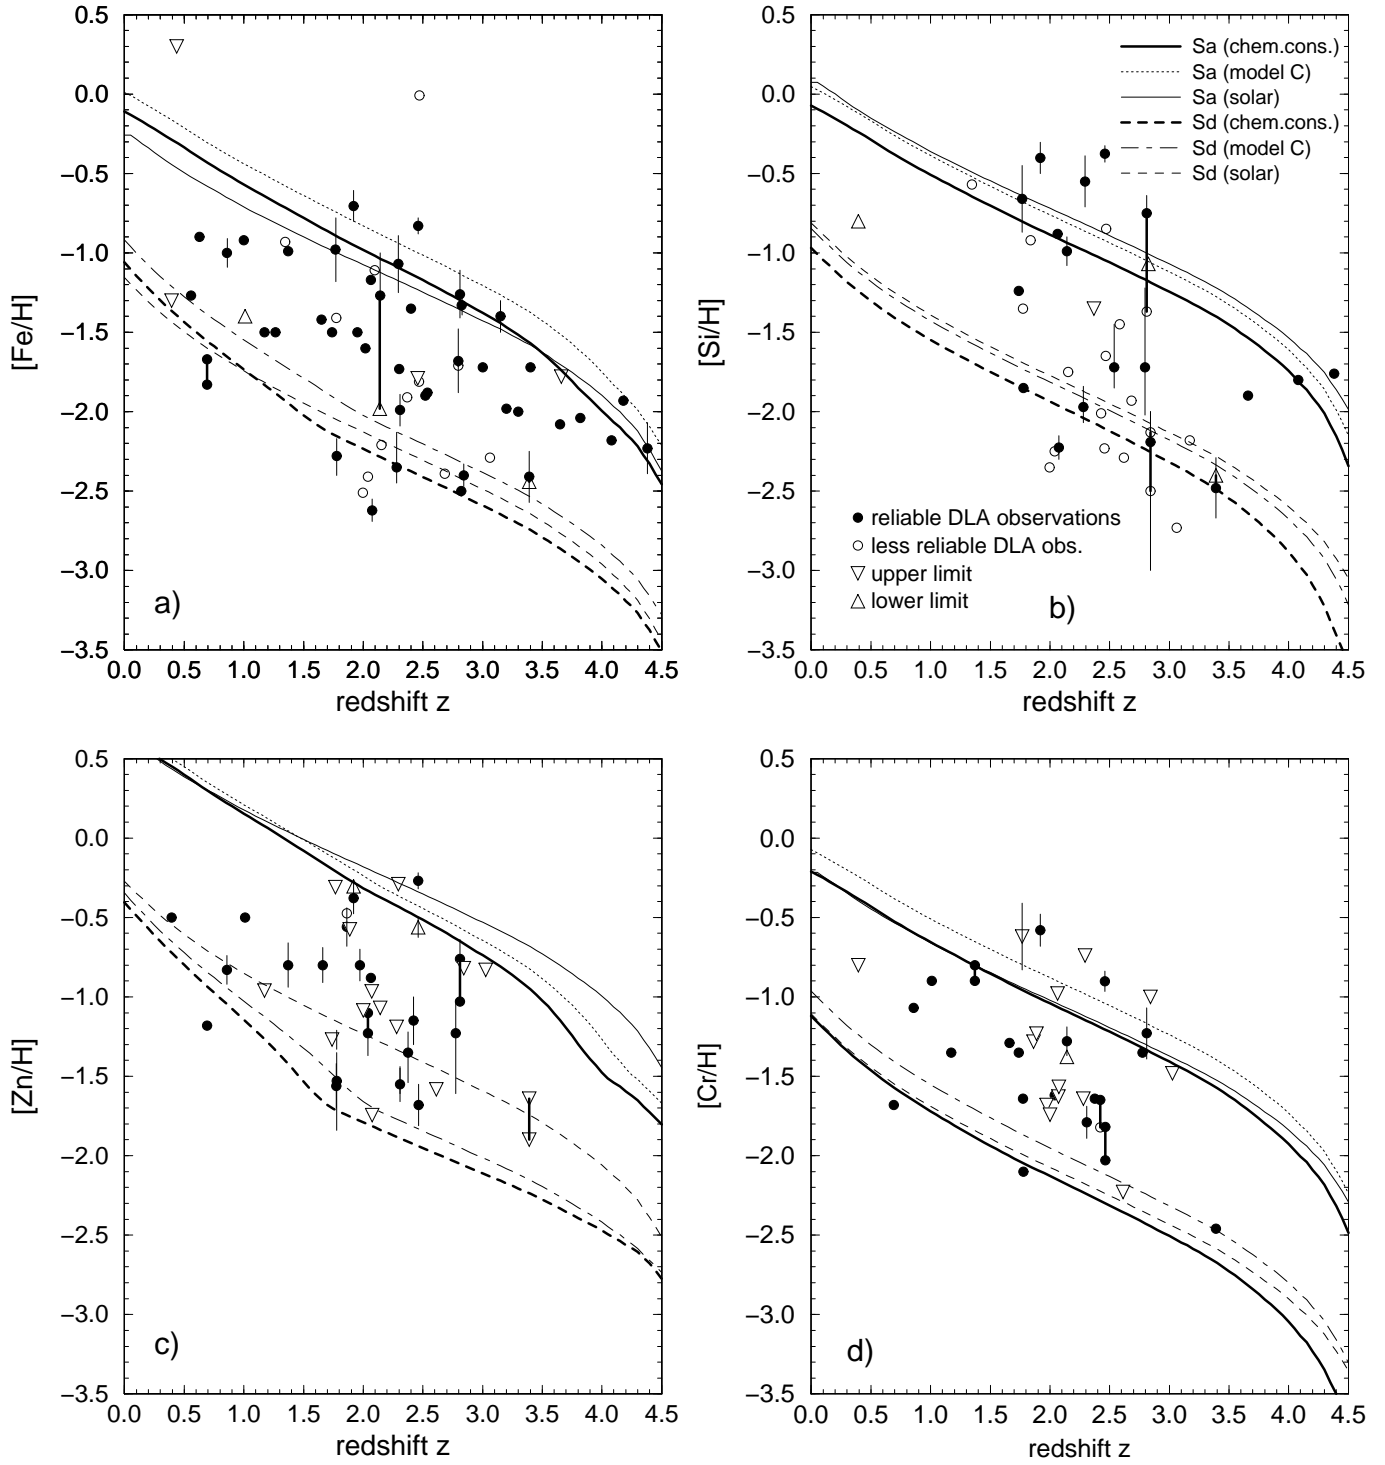 0.5
0.0
−0.5
−1.0
−1.5
−2.0
−2.5
−3.0
−3.5
[Fe/H]
a)
0.0 0.5 1.0 1.5 2.0 2.5 3.0 3.5 4.0 4.5
redshift z
0.5
0.0
−0.5
−1.0
−1.5
−2.0
−2.5
−3.0
−3.5
[Si/H]
Sa (chem.cons.)
Sa (model C)
Sa (solar)
Sd (chem.cons.)
Sd (model C)
Sd (solar)
reliable DLA observations
less reliable DLA obs.
upper limit
lower limit
b)
0.0 0.5 1.0 1.5 2.0 2.5 3.0 3.5 4.0 4.5
redshift z
0.5
0.0
−0.5
−1.0
−1.5
−2.0
−2.5
−3.0
−3.5
[Zn/H]
c)
0.0 0.5 1.0 1.5 2.0 2.5 3.0 3.5 4.0 4.5
redshift z
0.5
0.0
−0.5
−1.0
−1.5
−2.0
−2.5
−3.0
−3.5
[Cr/H]
d)
0.0 0.5 1.0 1.5 2.0 2.5 3.0 3.5 4.0 4.5
redshift z